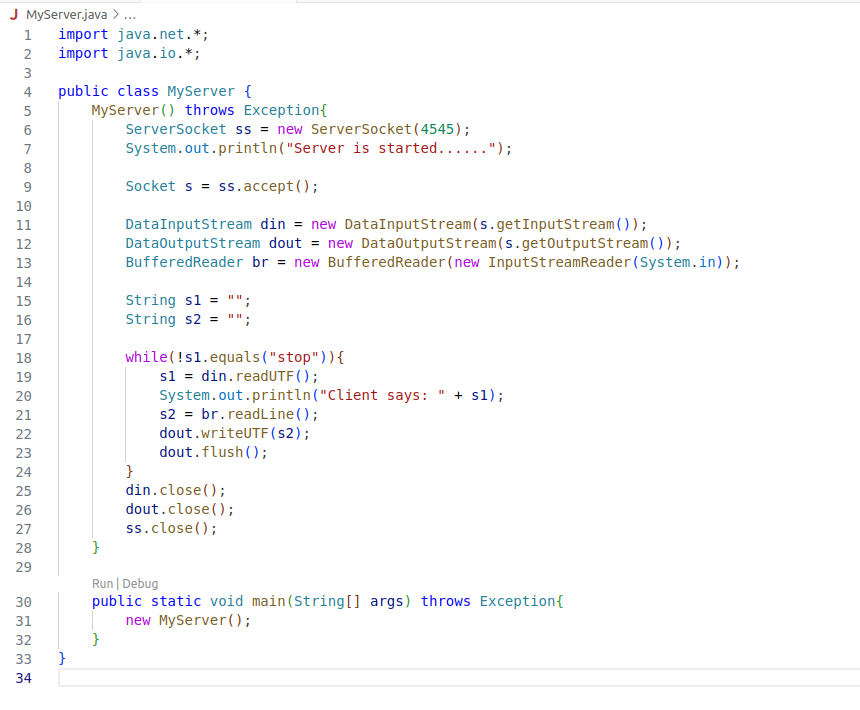 J MyServer.java > ...
1 import java.net.*;
2 import java.io.*;
3
4 public class MyServer {
5     MyServer() throws Exception{
6         ServerSocket ss = new ServerSocket(4545);
7         System.out.println("Server is started......");
8
9         Socket s = ss.accept();
10
11         DataInputStream din = new DataInputStream(s.getInputStream());
12         DataOutputStream dout = new DataOutputStream(s.getOutputStream());
13         BufferedReader br = new BufferedReader(new InputStreamReader(System.in));
14
15         String s1 = "";
16         String s2 = "";
17
18         while(!s1.equals("stop")){
19             s1 = din.readUTF();
20             System.out.println("Client says: " + s1);
21             s2 = br.readLine();
22             dout.writeUTF(s2);
23             dout.flush();
24         }
25         din.close();
26         dout.close();
27         ss.close();
28     }
29
Run | Debug
30     public static void main(String[] args) throws Exception{
31         new MyServer();
32     }
33 }
34